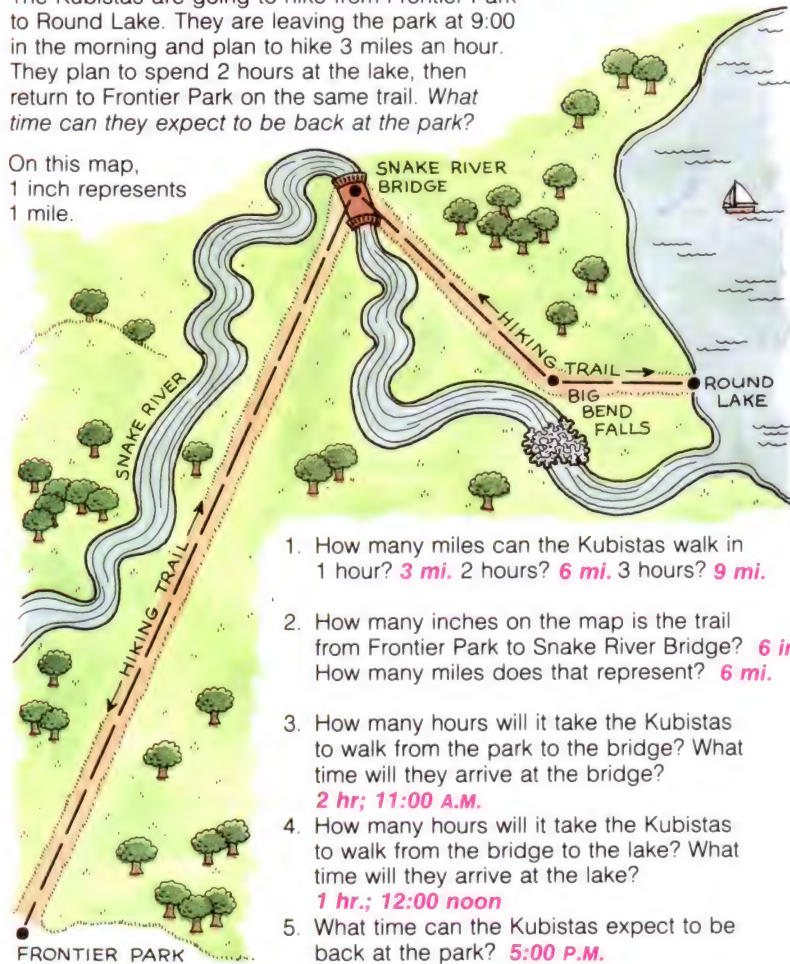 The Kubistas are going to hike from Frontier Park
to Round Lake. They are leaving the park at 9:00
in the morning and plan to hike 3 miles an hour.
They plan to spend 2 hours at the lake, then
return to Frontier Park on the same trail. What
time can they expect to be back at the park?
On this map,
1 inch represents
1 mile.
SNAKE RIVER
BRIDGE
HIKING TRAIL
BIG
BEND
FALLS
ROUND
LAKE
SNAKE RIVER
HIKING TRAIL
FRONTIER PARK
1. How many miles can the Kubistas walk in
1 hour? 3 mi. 2 hours? 6 mi. 3 hours? 9 mi.
2. How many inches on the map is the trail
from Frontier Park to Snake River Bridge? 6 in
How many miles does that represent? 6 mi.
3. How many hours will it take the Kubistas
to walk from the park to the bridge? What
time will they arrive at the bridge?
2 hr; 11:00 A.M.
4. How many hours will it take the Kubistas
to walk from the bridge to the lake? What
time will they arrive at the lake?
1 hr.; 12:00 noon
5. What time can the Kubistas expect to be
back at the park? 5:00 P.M.